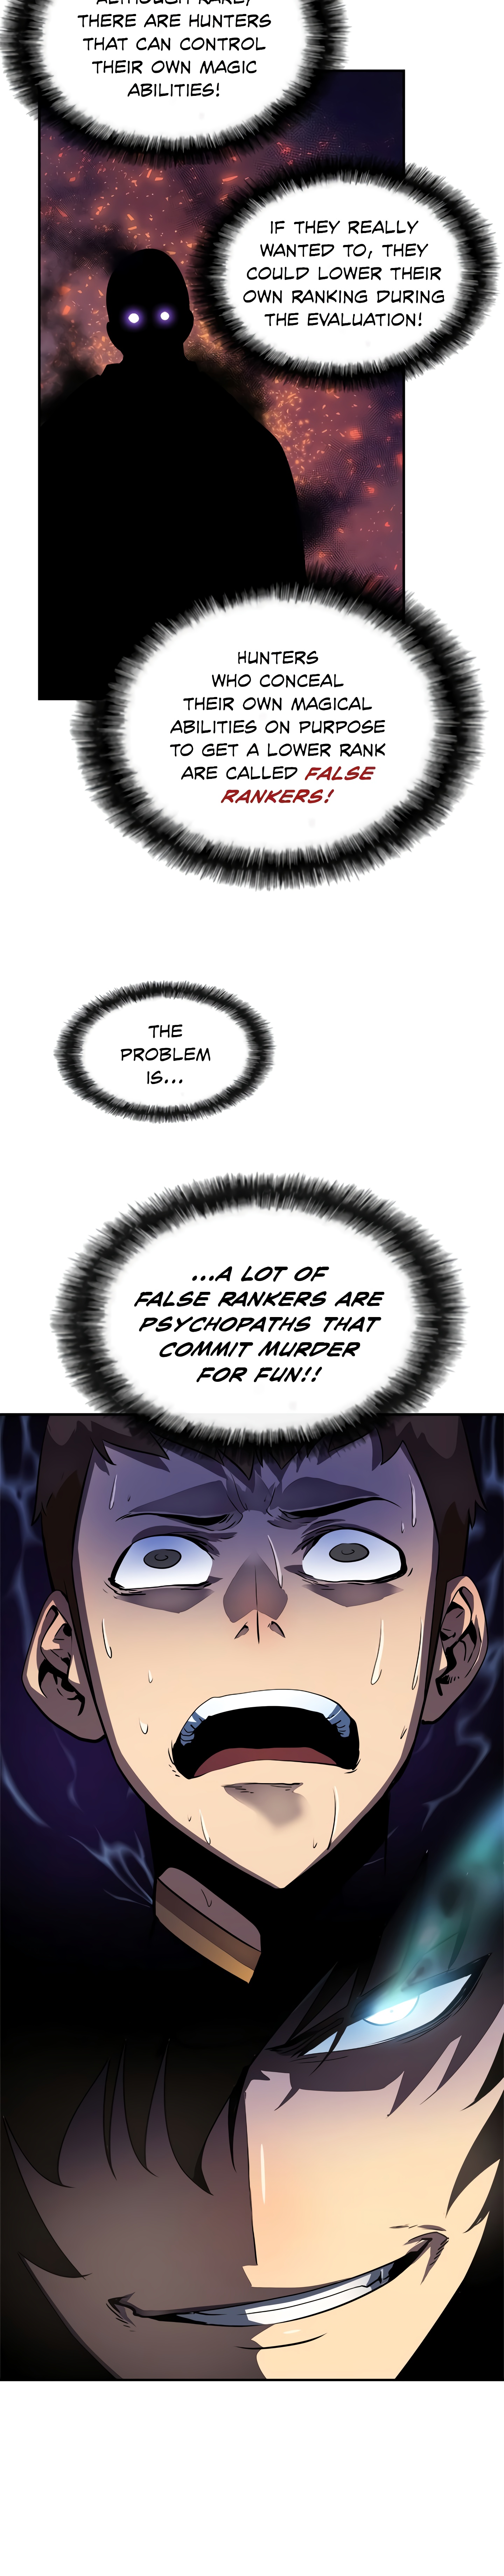 ALTHOUGH RARE,
THERE ARE HUNTERS
THAT CAN CONTROL
THEIR OWN MAGIC
ABILITIES!
IF THEY REALLY
WANTED TO, THEY
COULD LOWER THEIR
OWN RANKING DURING
THE EVALUATION!
HUNTERS
WHO CONCEAL
THEIR OWN MAGICAL
ABILITIES ON PURPOSE
TO GET A LOWER RANK
ARE CALLED FALSE
RANKERS!
THE
PROBLEM
IS...
...A LOT OF
FALSE RANKERS ARE
PSYCHOPATHS THAT
COMMIT MURDER
FOR FUN!!